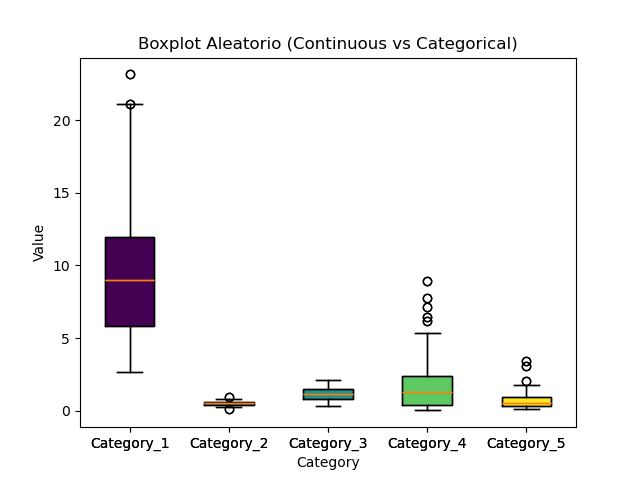 Boxplot Aleatorio (Continuous vs Categorical)
Value
20
15
10
5
0
Category_1 Category_2 Category_3 Category_4 Category_5
Category